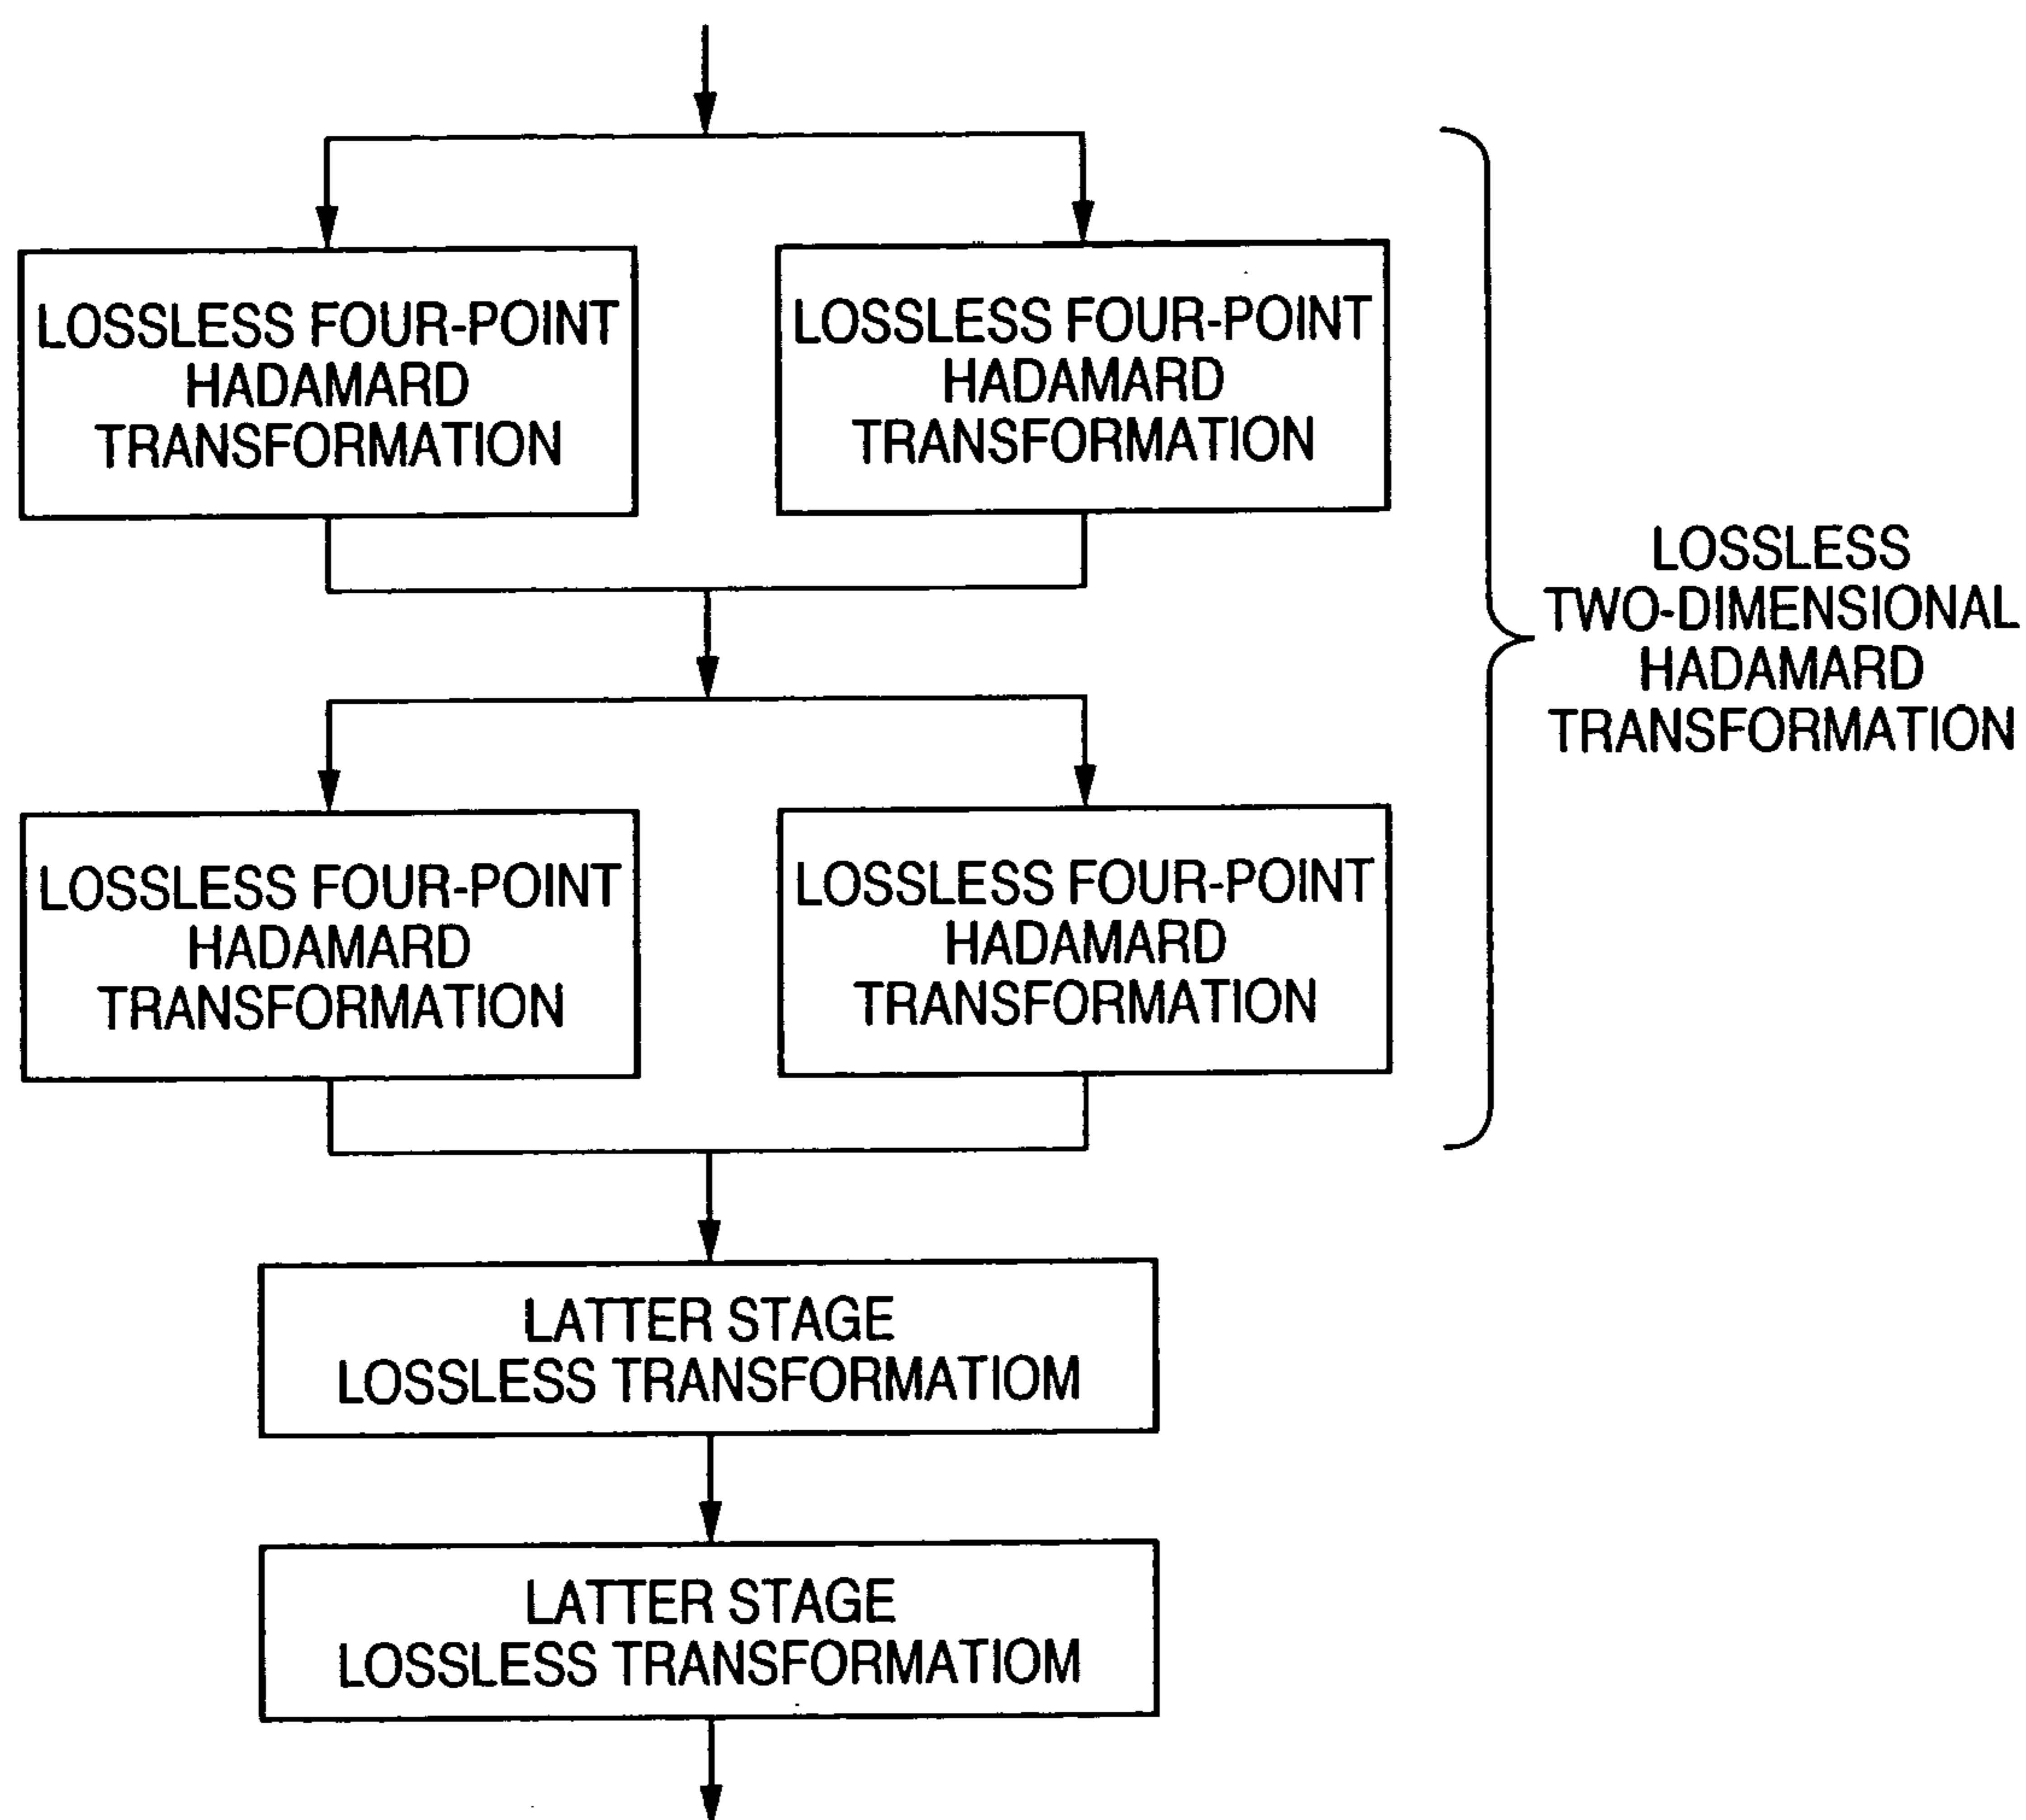 LOSSLESS FOUR-POINT
HADAMARD
TRANSFORMATION
LOSSLESS FOUR-POINT
HADAMARD
TRANSFORMATION
LOSSLESS
TWO-DIMENSIONAL
HADAMARD
TRANSFORMATION
LOSSLESS FOUR-POINT
HADAMARD
TRANSFORMATION
LOSSLESS FOUR-POINT
HADAMARD
TRANSFORMATION
LATTER STAGE
LOSSLESS TRANSFORMATIOM
LATTER STAGE
LOSSLESS TRANSFORMATIOM